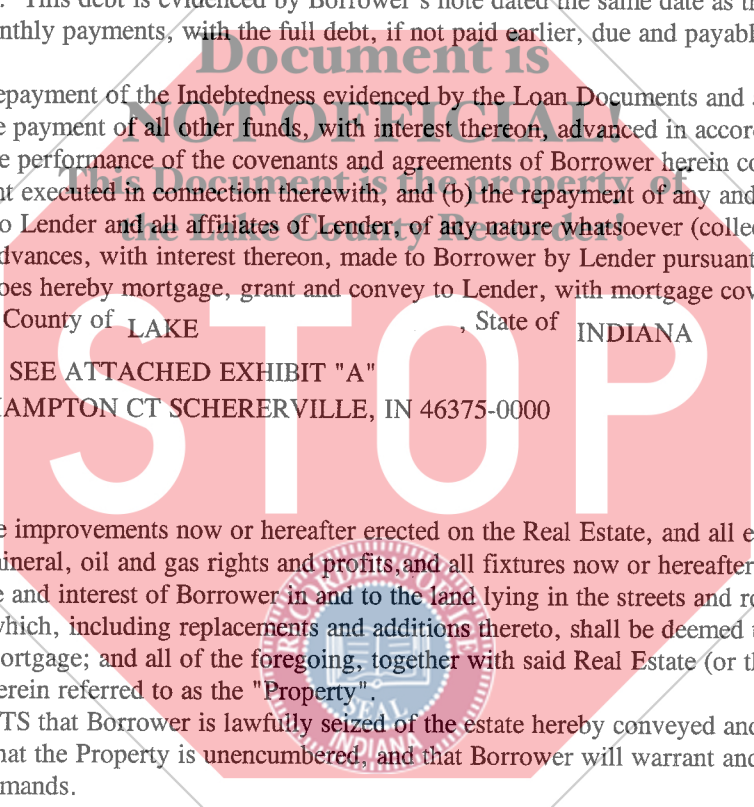 . This debt is evidenced by Borrower's note dated the same date as th
nthly payments, with the full debt, if not paid earlier, due and payabl
Document is
epayment of the Indebtedness evidenced by the Loan Documents and
NOT OFFICIAL!
e payment of all other funds, with interest thereon, advanced in accor
e performance of the covenants and agreements of Borrower herein co
This Document is the property of
nt executed in connection therewith, and (b) the repayment of any and
o Lender and all affiliates of Lender, of any nature whatsoever (collec
the Lake County Recorder!
dvances, with interest thereon, made to Borrower by Lender pursuant
oes hereby mortgage, grant and convey to Lender, with mortgage cov
County of LAKE , State of INDIANA
SEE ATTACHED EXHIBIT "A"
HAMPTON CT SCHERERVILLE, IN 46375-0000
STOP
e improvements now or hereafter erected on the Real Estate, and all e
ineral, oil and gas rights and profits,and all fixtures now or hereafter
e and interest of Borrower in and to the land lying in the streets and ro
which, including replacements and additions thereto, shall be deemed t
ortgage; and all of the foregoing, together with said Real Estate (or th
erein referred to as the "Property".
SEAL
TS that Borrower is lawfully seized of the estate hereby conveyed and
INDIANA
hat the Property is unencumbered, and that Borrower will warrant and
mands.